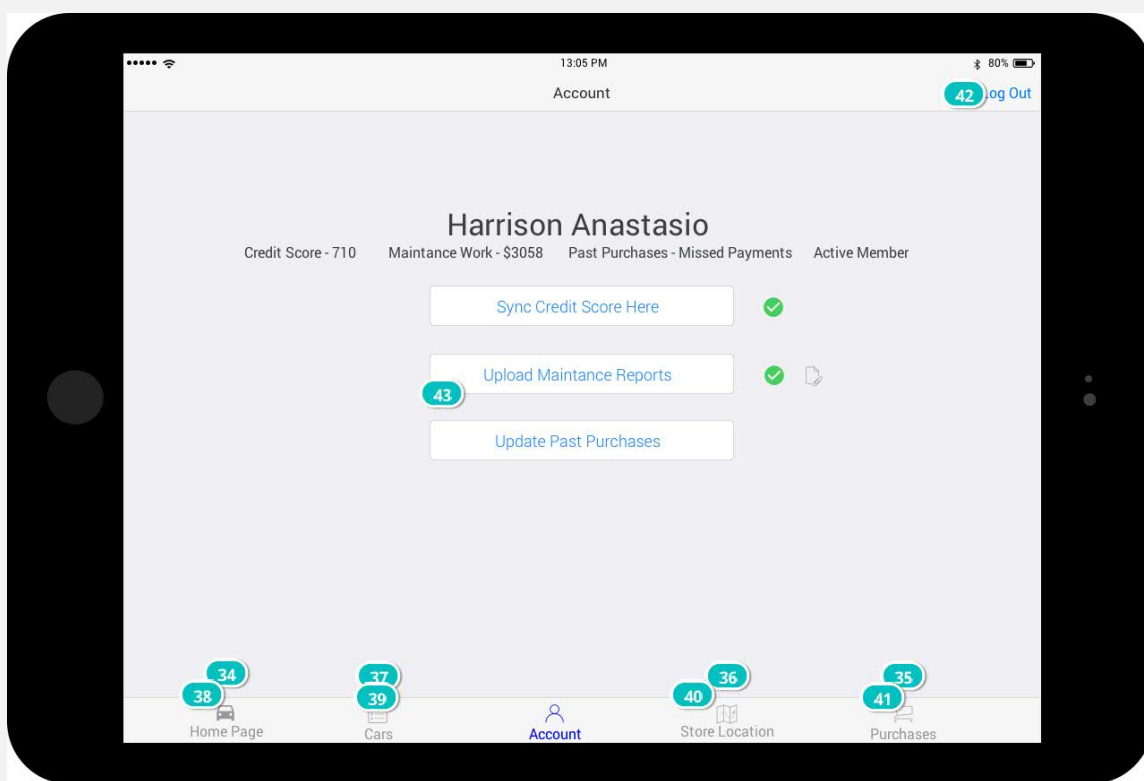 13:05 PM 80%
Account 42 og Out
Harrison Anastasio
Credit Score - 710 Maintance Work - $3058 Past Purchases - Missed Payments Active Member
Sync Credit Score Here
Upload Maintance Reports
43
Update Past Purchases
34 37 36 35
38 39 40 41
Home Page Cars Account Store Location Purchases